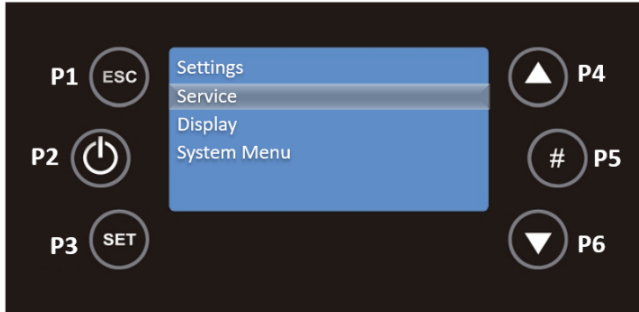 P1 ESC
P2
P3 SET
Settings
Service
Display
System Menu
P4
# P5
P6